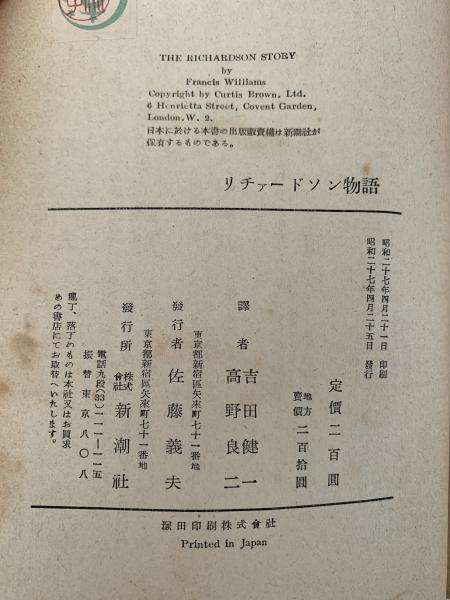 THE RICHARDSON STORY
by
Francis Williams
Copyright by Curtis Brown, Ltd.
6 Henrietta Street, Covent Garden,
London, W. 2.
日本に於ける本書の出版販賣權は新潮社が
保有するものである。
リチァードソン物語
昭和二十七年四月二十一日 印刷
昭和二十七年四月二十五日 發行
定價二百圓
地方賣價 二百拾圓
譯者 吉田健一
高野良二
東京都新宿區矢來町七十一番地
發行者 佐藤義夫
東京都新宿區矢來町七十一番地
發行所 株式會社 新潮社
電話九段(33)一一一一—五
振替東京八〇八
亂丁、落丁のものは本社又はお買求
めの書店にてお取替へいたします。
塚田印刷株式會社
Printed in Japan